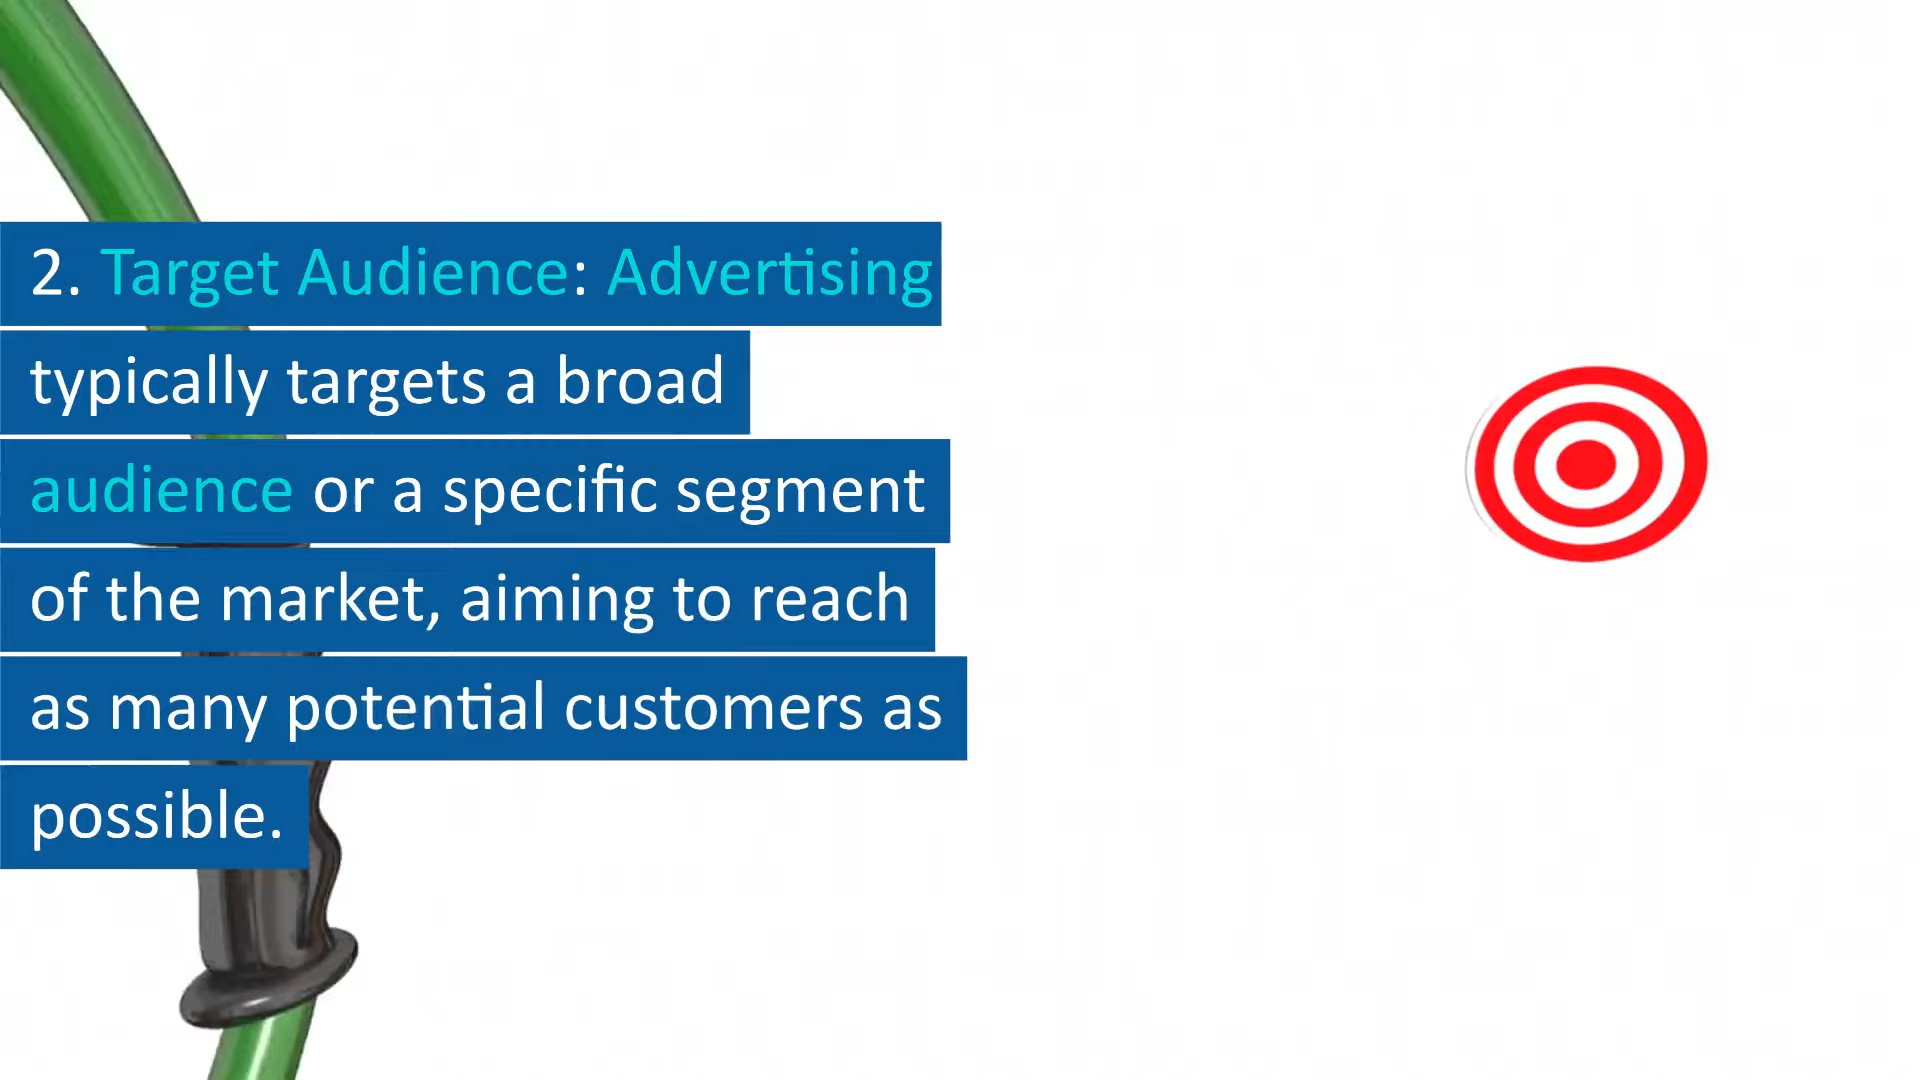 2. Target Audience: Advertising
typically targets a broad
audience or a specific segment
of the market, aiming to reach
as many potential customers as
possible.